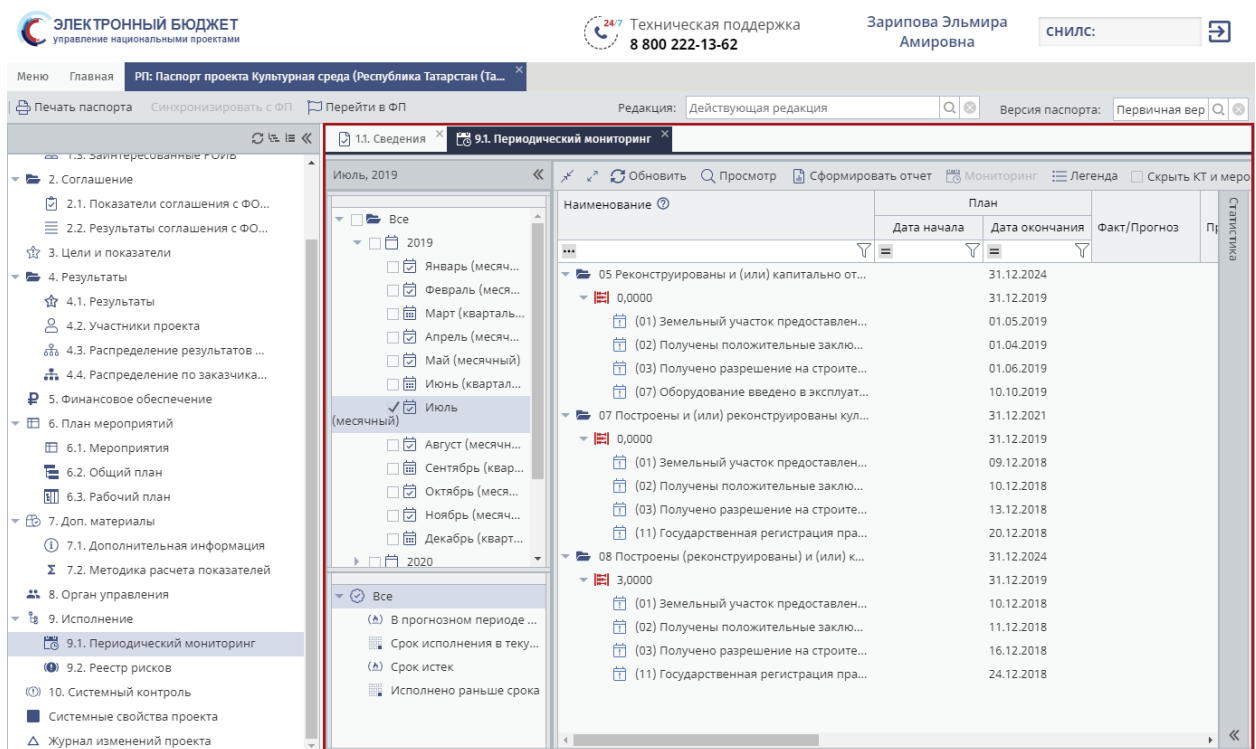 ЭЛЕКТРОННЫЙ БЮДЖЕТ
управление национальными проектами
24/7 Техническая поддержка
8 800 222-13-62
Зарипова Эльмира
Амировна
СНИЛС:
Меню Главная РП: Паспорт проекта Культурная среда (Республика Татарстан (Та...
Печать паспорта Синхронизировать с ФП Перейти в ФП Редакция: Действующая редакция Версия паспорта: Первичная вер
1.1. Сведения 9.1. Периодический мониторинг
1.3. Заинтересованные РОИВ
2. Соглашение
2.1. Показатели соглашения с ФО...
2.2. Результаты соглашения с ФО...
3. Цели и показатели
4. Результаты
4.1. Результаты
4.2. Участники проекта
4.3. Распределение результатов ...
4.4. Распределение по заказчика...
5. Финансовое обеспечение
6. План мероприятий
6.1. Мероприятия
6.2. Общий план
6.3. Рабочий план
7. Доп. материалы
7.1. Дополнительная информация
7.2. Методика расчета показателей
8. Орган управления
9. Исполнение
9.1. Периодический мониторинг
9.2. Реестр рисков
10. Системный контроль
Системные свойства проекта
Журнал изменений проекта
Июль, 2019
Все
2019
Январь (месяч...
Февраль (меся...
Март (кварталь...
Апрель (месяч...
Май (месячный)
Июнь (квартал...
Июль
(месячный)
Август (месячн...
Сентябрь (квар...
Октябрь (меся...
Ноябрь (месяч...
Декабрь (кварт...
2020
Все
В прогнозном периоде ...
Срок исполнения в теку...
Срок истек
Исполнено раньше срока
Обновить Просмотр Сформировать отчет Мониторинг Легенда Скрыть КТ и меро
Наименование План
Дата начала Дата окончания Факт/Прогноз
Статистика
05 Реконструированы и (или) капитально от... 31.12.2024
0,0000 31.12.2019
(01) Земельный участок предоставлен... 01.05.2019
(02) Получены положительные заклю... 01.04.2019
(03) Получено разрешение на строите... 01.06.2019
(07) Оборудование введено в эксплуат... 10.10.2019
07 Построены и (или) реконструированы кул... 31.12.2021
0,0000 31.12.2019
(01) Земельный участок предоставлен... 09.12.2018
(02) Получены положительные заклю... 10.12.2018
(03) Получено разрешение на строите... 13.12.2018
(11) Государственная регистрация пра... 20.12.2018
08 Построены (реконструированы) и (или) к... 31.12.2024
3,0000 31.12.2019
(01) Земельный участок предоставлен... 10.12.2018
(02) Получены положительные заклю... 11.12.2018
(03) Получено разрешение на строите... 16.12.2018
(11) Государственная регистрация пра... 24.12.2018